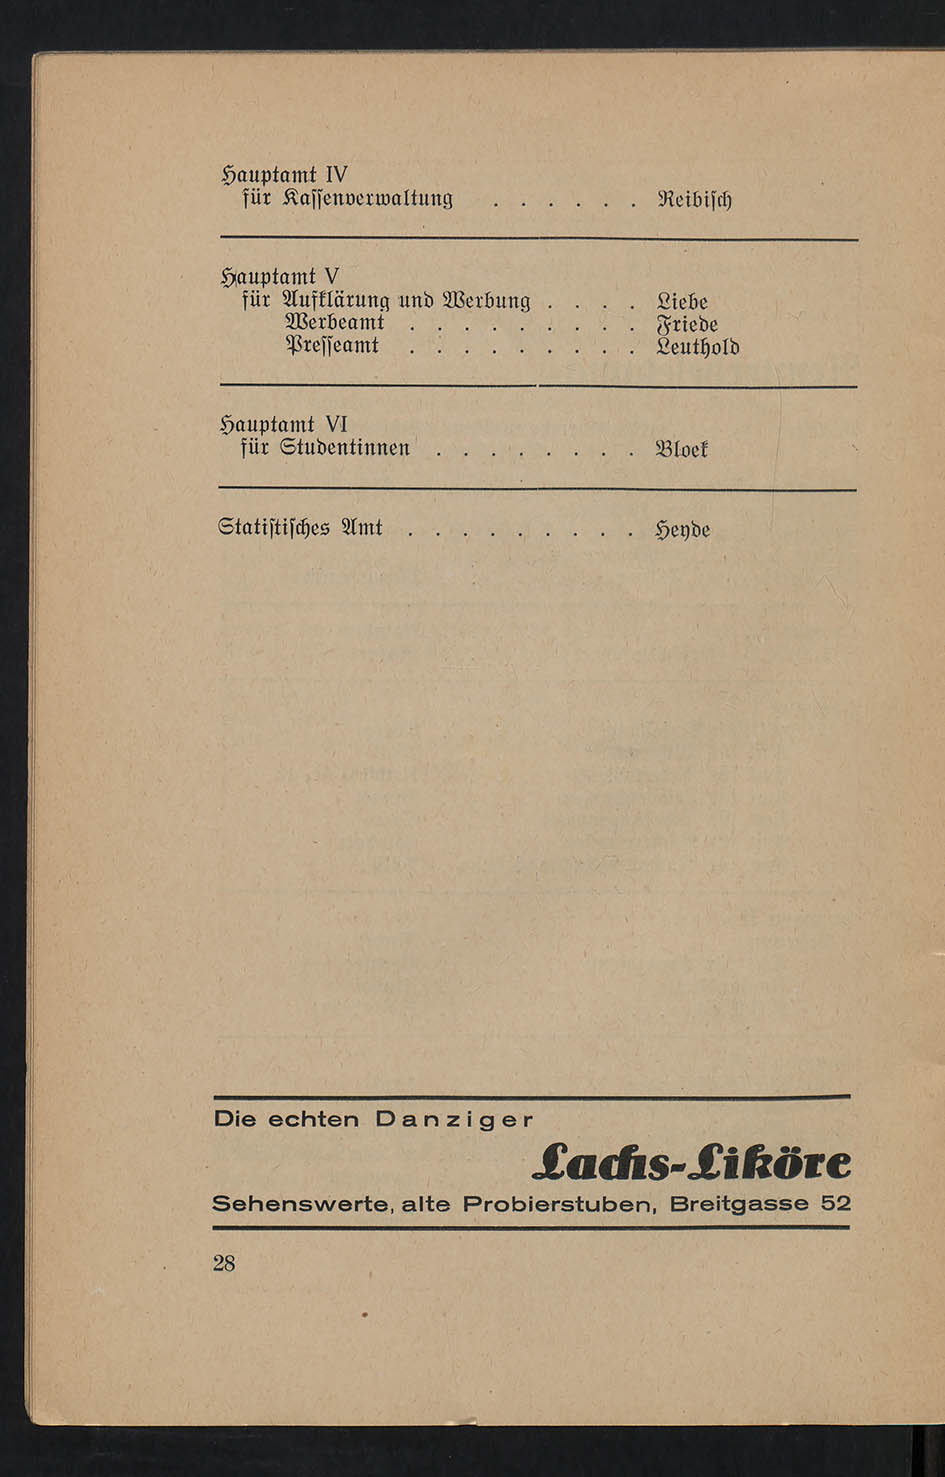 Hauptamt IV
für Kassenverwaltung . . . . . . Reibisch
Hauptamt V
für Aufklärung und Werbung . . . . Liebe
Werbeamt . . . . . . . . . Friede
Presseamt . . . . . . . . . Leuthold
Hauptamt VI
für Studentinnen . . . . . . . . Bloek
Statistisches Amt . . . . . . . . . Heyde
Die echten Danziger
Lachs-Liköre
Sehenswerte, alte Probierstuben, Breitgasse 52
28